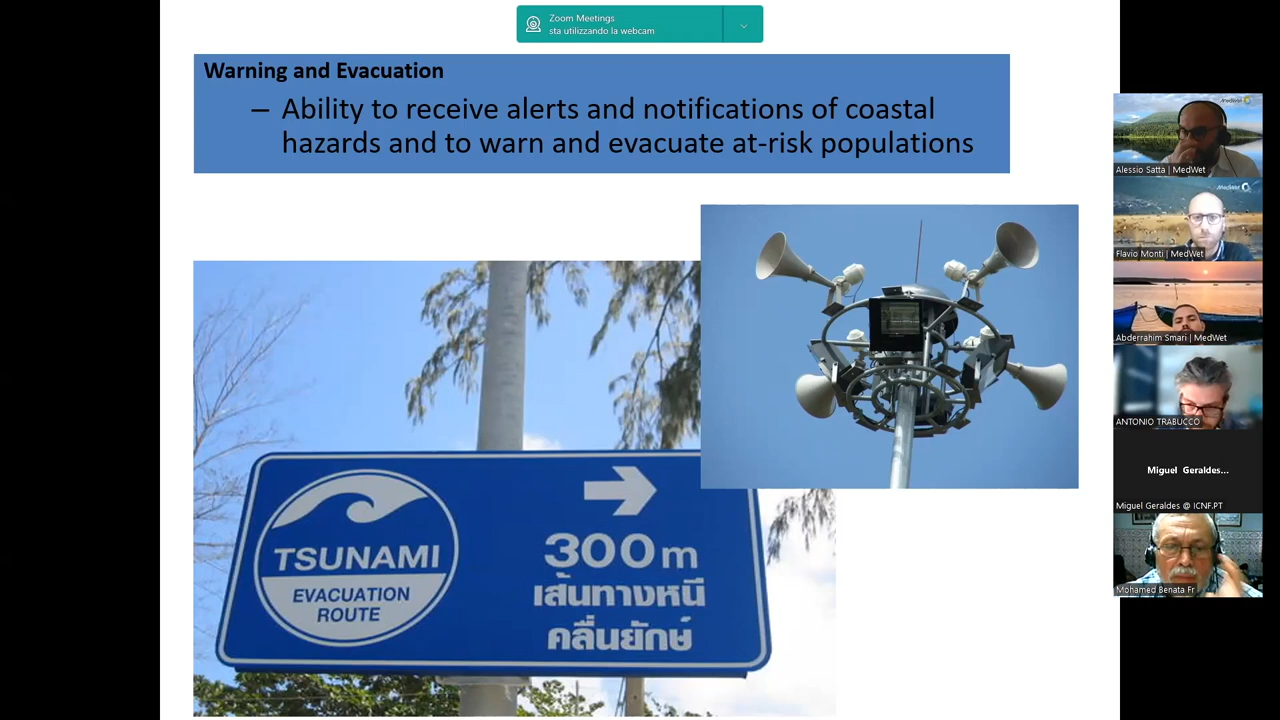 Zoom Meetings
sta utilizzando la webcam
Warning and Evacuation
– Ability to receive alerts and notifications of coastal
hazards and to warn and evacuate at-risk populations
TSUNAMI
EVACUATION
ROUTE
300 m
เส้นทางหนี
คลื่นยักษ์
MedWet
Alessio Satta | MedWet
MedWet
Flavio Monti | MedWet
Abderrahim Smari | MedWet
ANTONIO TRABUCCO
Miguel Geraldes...
Miguel Geraldes @ ICNF.PT
Mohamed Benata Fr